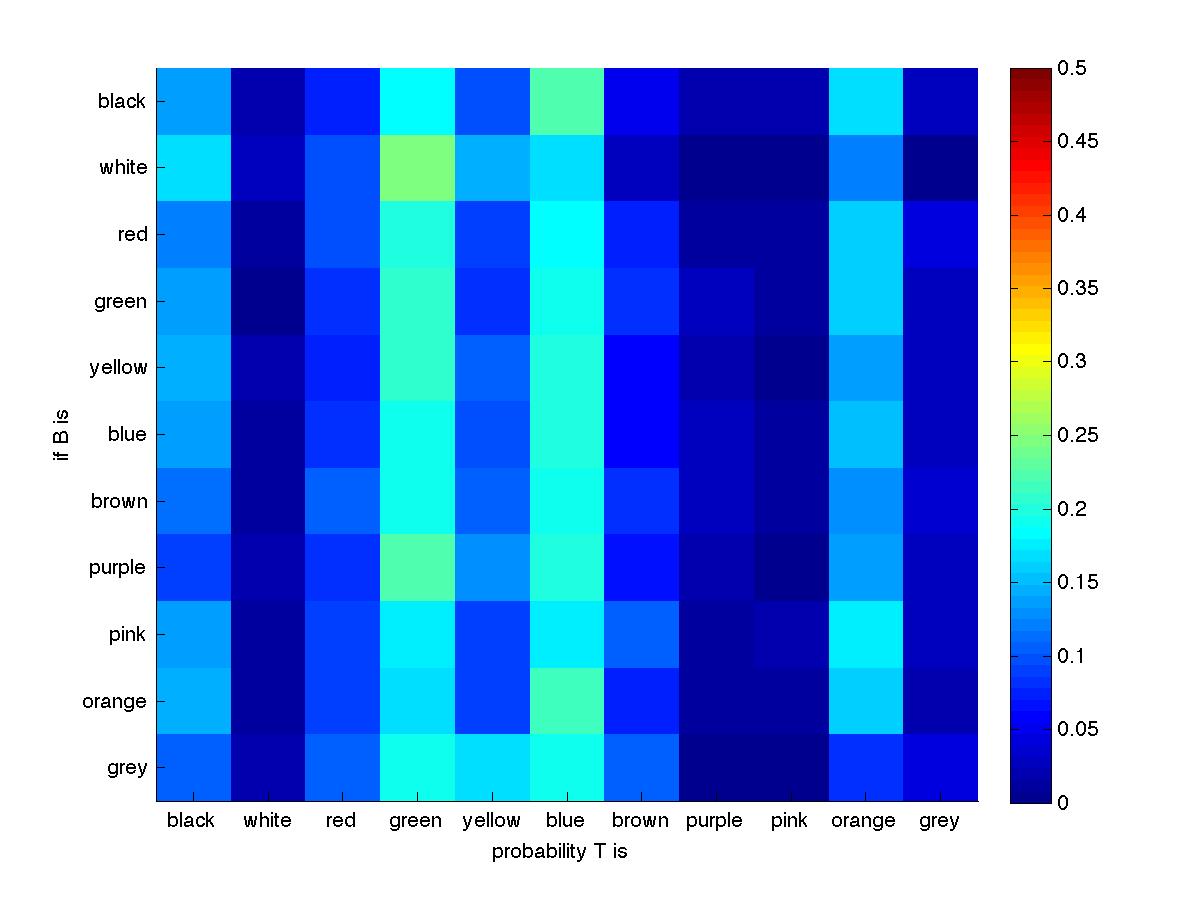 black
white
red
green
yellow
blue
brown
purple
pink
orange
grey
if B is
black white red green yellow blue brown purple pink orange grey
probability T is
0.5
0.45
0.4
0.35
0.3
0.25
0.2
0.15
0.1
0.05
0